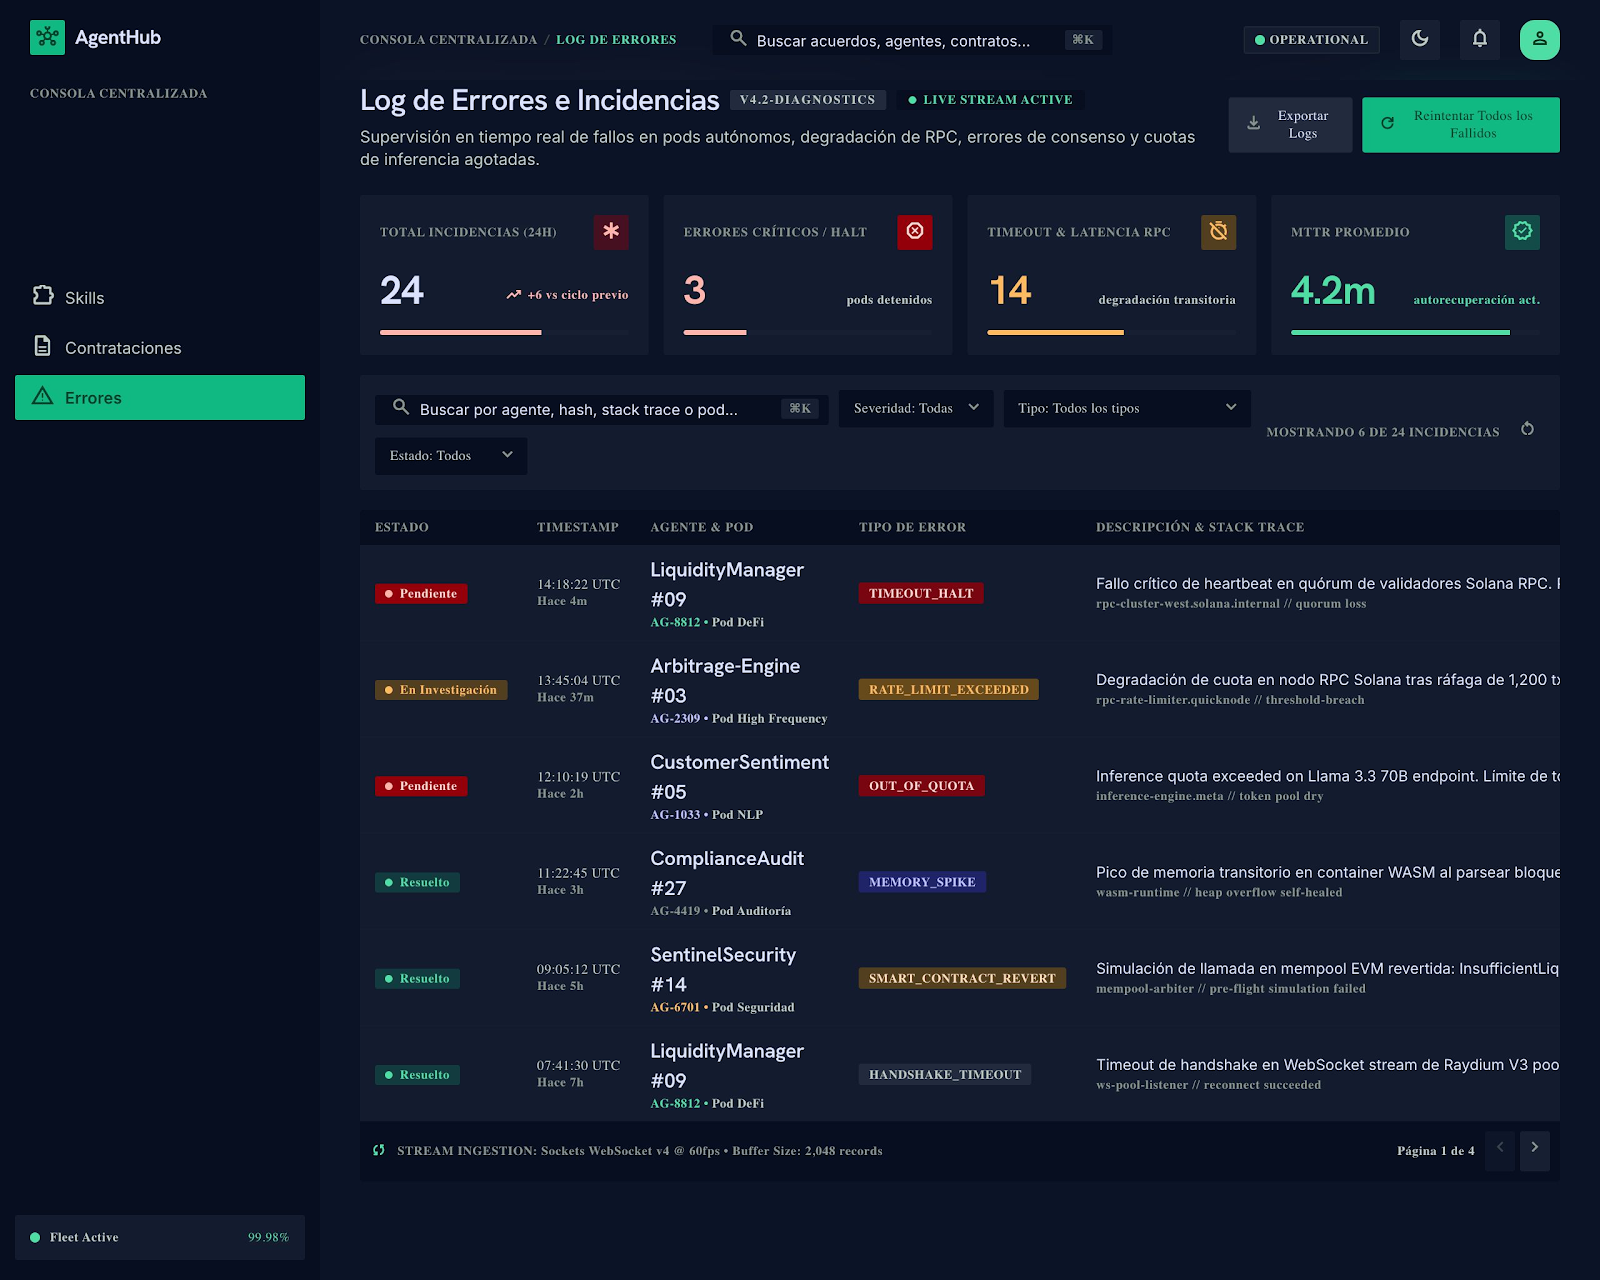 AgentHub
CONSOLA CENTRALIZADA
Skills
Contrataciones
Errores
Fleet Active 99.98%
CONSOLA CENTRALIZADA / LOG DE ERRORES
Buscar acuerdos, agentes, contratos... ⌘K
OPERATIONAL
Log de Errores e Incidencias V4.2-DIAGNOSTICS LIVE STREAM ACTIVE
Supervisión en tiempo real de fallos en pods autónomos, degradación de RPC, errores de consenso y cuotas
de inferencia agotadas.
Exportar
Logs
Reintentar Todos los
Fallidos
TOTAL INCIDENCIAS (24H)
24 +6 vs ciclo previo
ERRORES CRÍTICOS / HALT
3 pods detenidos
TIMEOUT & LATENCIA RPC
14 degradación transitoria
MTTR PROMEDIO
4.2m autorecuperación act.
Buscar por agente, hash, stack trace o pod... ⌘K
Severidad: Todas
Tipo: Todos los tipos
Estado: Todos
MOSTRANDO 6 DE 24 INCIDENCIAS
ESTADO TIMESTAMP AGENTE & POD TIPO DE ERROR DESCRIPCIÓN & STACK TRACE
Pendiente
14:18:22 UTC
Hace 4m
LiquidityManager
#09
AG-8812 • Pod DeFi
TIMEOUT_HALT
Fallo crítico de heartbeat en quórum de validadores Solana RPC.
rpc-cluster-west.solana.internal // quorum loss
En Investigación
13:45:04 UTC
Hace 37m
Arbitrage-Engine
#03
AG-2309 • Pod High Frequency
RATE_LIMIT_EXCEEDED
Degradación de cuota en nodo RPC Solana tras ráfaga de 1,200 tx
rpc-rate-limiter.quicknode // threshold-breach
Pendiente
12:10:19 UTC
Hace 2h
CustomerSentiment
#05
AG-1033 • Pod NLP
OUT_OF_QUOTA
Inference quota exceeded on Llama 3.3 70B endpoint. Límite de
inference-engine.meta // token pool dry
Resuelto
11:22:45 UTC
Hace 3h
ComplianceAudit
#27
AG-4419 • Pod Auditoría
MEMORY_SPIKE
Pico de memoria transitorio en container WASM al parsear bloque
wasm-runtime // heap overflow self-healed
Resuelto
09:05:12 UTC
Hace 5h
SentinelSecurity
#14
AG-6701 • Pod Seguridad
SMART_CONTRACT_REVERT
Simulación de llamada en mempool EVM revertida: InsufficientLiq
mempool-arbiter // pre-flight simulation failed
Resuelto
07:41:30 UTC
Hace 7h
LiquidityManager
#09
AG-8812 • Pod DeFi
HANDSHAKE_TIMEOUT
Timeout de handshake en WebSocket stream de Raydium V3 poo
ws-pool-listener // reconnect succeeded
STREAM INGESTION: Sockets WebSocket v4 @ 60fps • Buffer Size: 2,048 records
Página 1 de 4